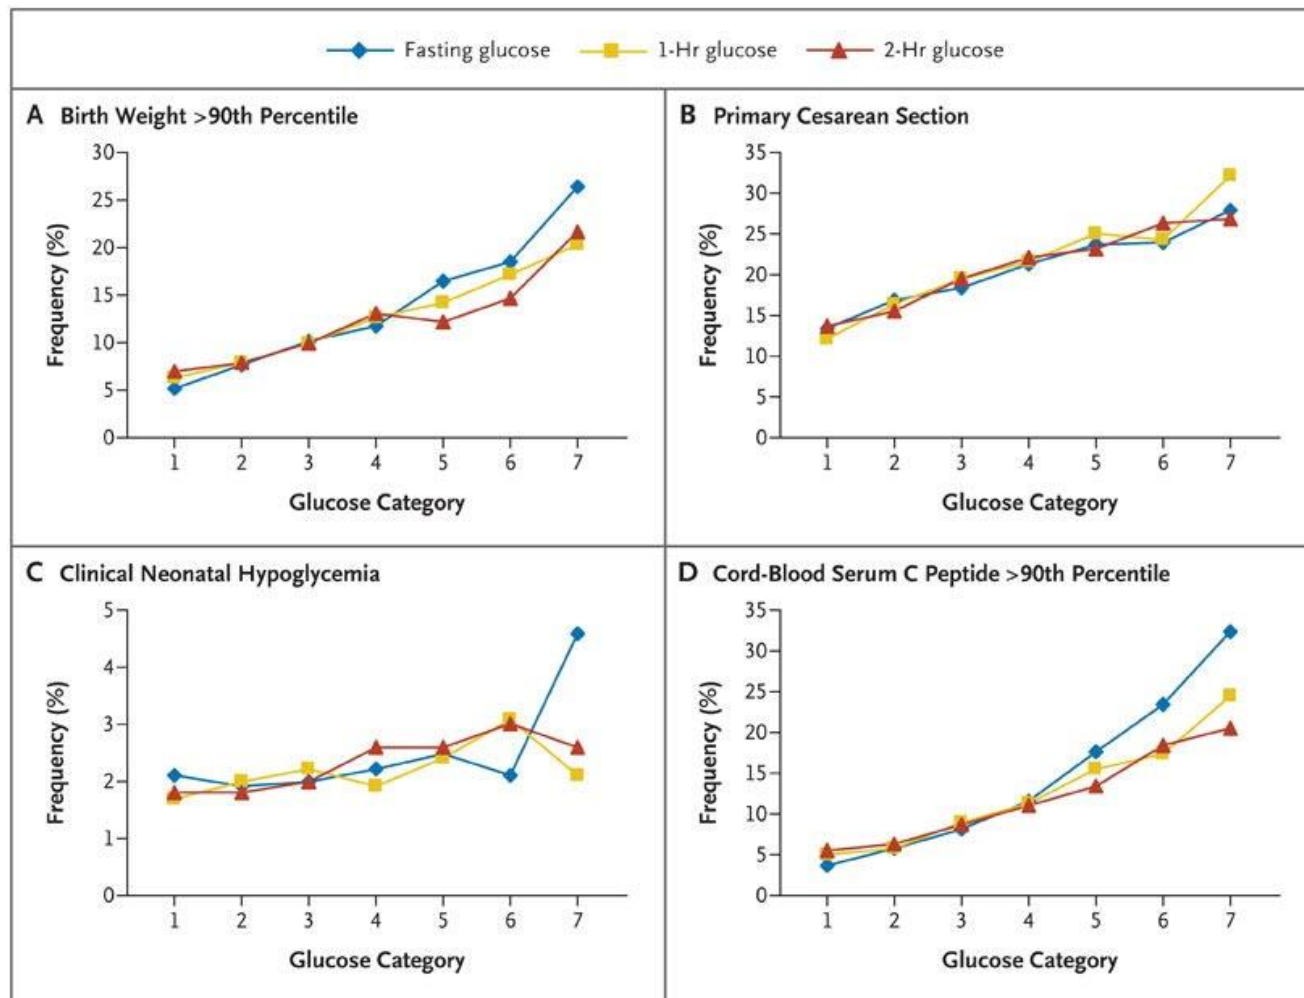 Fasting glucose 1-Hr glucose 2-Hr glucose
A Birth Weight >90th Percentile
30
25
20
15
10
5
0
Frequency (%)
1 2 3 4 5 6 7
Glucose Category
B Primary Cesarean Section
35
30
25
20
15
10
5
0
Frequency (%)
1 2 3 4 5 6 7
Glucose Category
C Clinical Neonatal Hypoglycemia
5
4
3
2
1
0
Frequency (%)
1 2 3 4 5 6 7
Glucose Category
D Cord-Blood Serum C Peptide >90th Percentile
35
30
25
20
15
10
5
0
Frequency (%)
1 2 3 4 5 6 7
Glucose Category